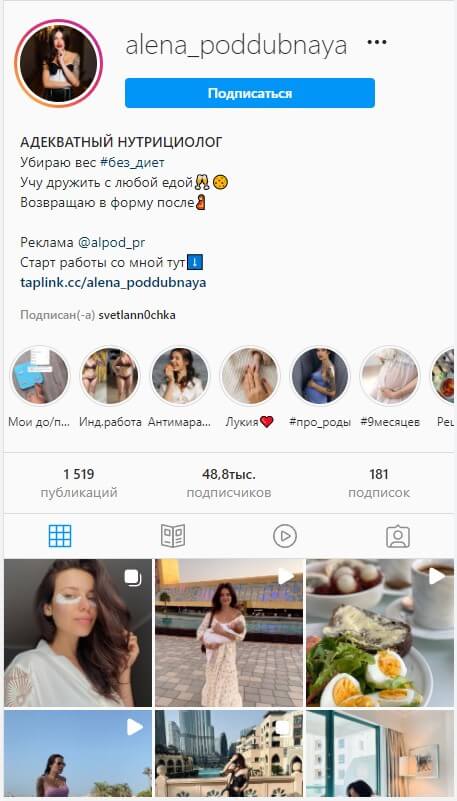 alena_poddubnaya ···
Подписаться
АДЕКВАТНЫЙ НУТРИЦИОЛОГ
Убираю вес #без_диет
Учу дружить с любой едой🥂🍪
Возвращаю в форму после🤰
Реклама @alpod_pr
Старт работы со мной тут⬇
taplink.cc/alena_poddubnaya
Подписан(-а) svetlann0chka
Мои до/п... Инд.работа Антимара... Лукия❤ #про_роды #9месяцев Рец
1 519 48,8тыс. 181
публикаций подписчиков подписок